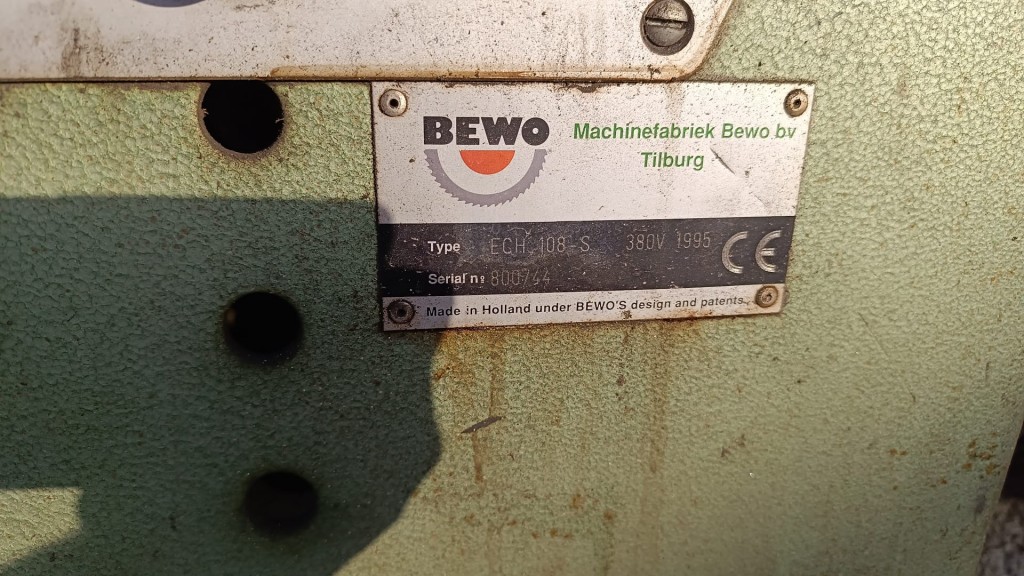 BEWO
Machinefabriek Bewo bv
Tilburg
Type ECH 108-S 380V 1995 CE
Serial nº 800744
Made in Holland under BEWO'S design and patents